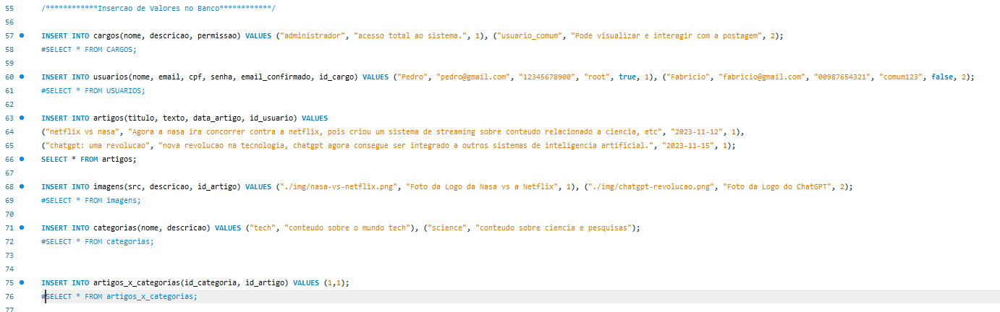 55 /************Insercao de Valores no Banco************/
56
57 INSERT INTO cargos(nome, descricao, permissao) VALUES ("administrador", "acesso total ao sistema.", 1), ("usuario_comum", "Pode visualizar e interagir com a postagem", 2);
58 #SELECT * FROM CARGOS;
59
60 INSERT INTO usuarios(nome, email, cpf, senha, email_confirmado, id_cargo) VALUES ("Pedro", "pedro@gmail.com", "12345678900", "root", true, 1), ("Fabricio", "fabricio@gmail.com", "00987654321", "comum123", false, 2);
61 #SELECT * FROM USUARIOS;
62
63 INSERT INTO artigos(titulo, texto, data_artigo, id_usuario) VALUES
64 ("netflix vs nasa", "Agora a nasa ira concorrer contra a netflix, pois criou um sistema de streaming sobre conteudo relacionado a ciencia, etc", "2023-11-12", 1),
65 ("chatgpt: uma revolucao", "nova revolucao na tecnologia, chatgpt agora consegue ser integrado a outros sistemas de inteligencia artificial.", "2023-11-15", 1);
66 SELECT * FROM artigos;
67
68 INSERT INTO imagens(src, descricao, id_artigo) VALUES ("./img/nasa-vs-netflix.png", "Foto da Logo da Nasa vs a Netflix", 1), ("./img/chatgpt-revolucao.png", "Foto da Logo do ChatGPT", 2);
69 #SELECT * FROM imagens;
70
71 INSERT INTO categorias(nome, descricao) VALUES ("tech", "conteudo sobre o mundo tech"), ("science", "conteudo sobre ciencia e pesquisas");
72 #SELECT * FROM categorias;
73
74
75 INSERT INTO artigos_x_categorias(id_categoria, id_artigo) VALUES (1,1);
76 #SELECT * FROM artigos_x_categorias;
77